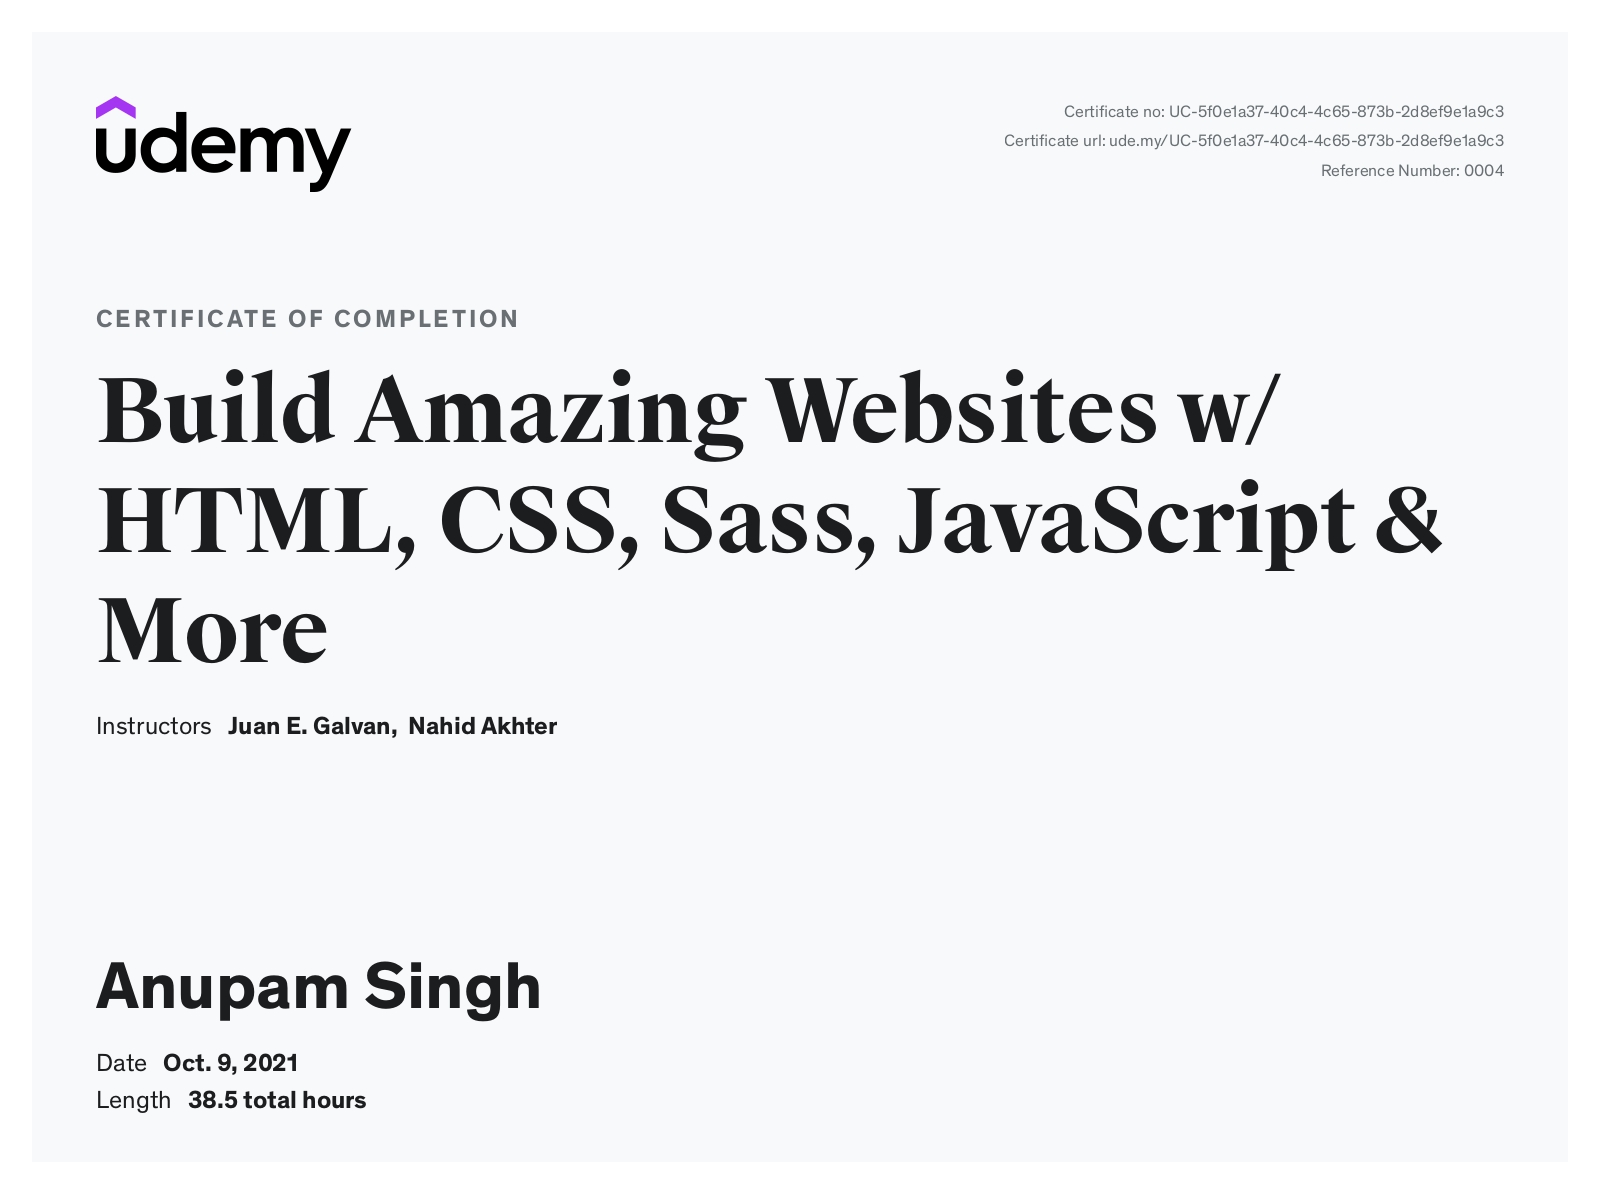 udemy
Certificate no: UC-5f0e1a37-40c4-4c65-873b-2d8ef9e1a9c3
Certificate url: ude.my/UC-5f0e1a37-40c4-4c65-873b-2d8ef9e1a9c3
Reference Number: 0004
CERTIFICATE OF COMPLETION
Build Amazing Websites w/
HTML, CSS, Sass, JavaScript &
More
Instructors Juan E. Galvan, Nahid Akhter
Anupam Singh
Date Oct. 9, 2021
Length 38.5 total hours